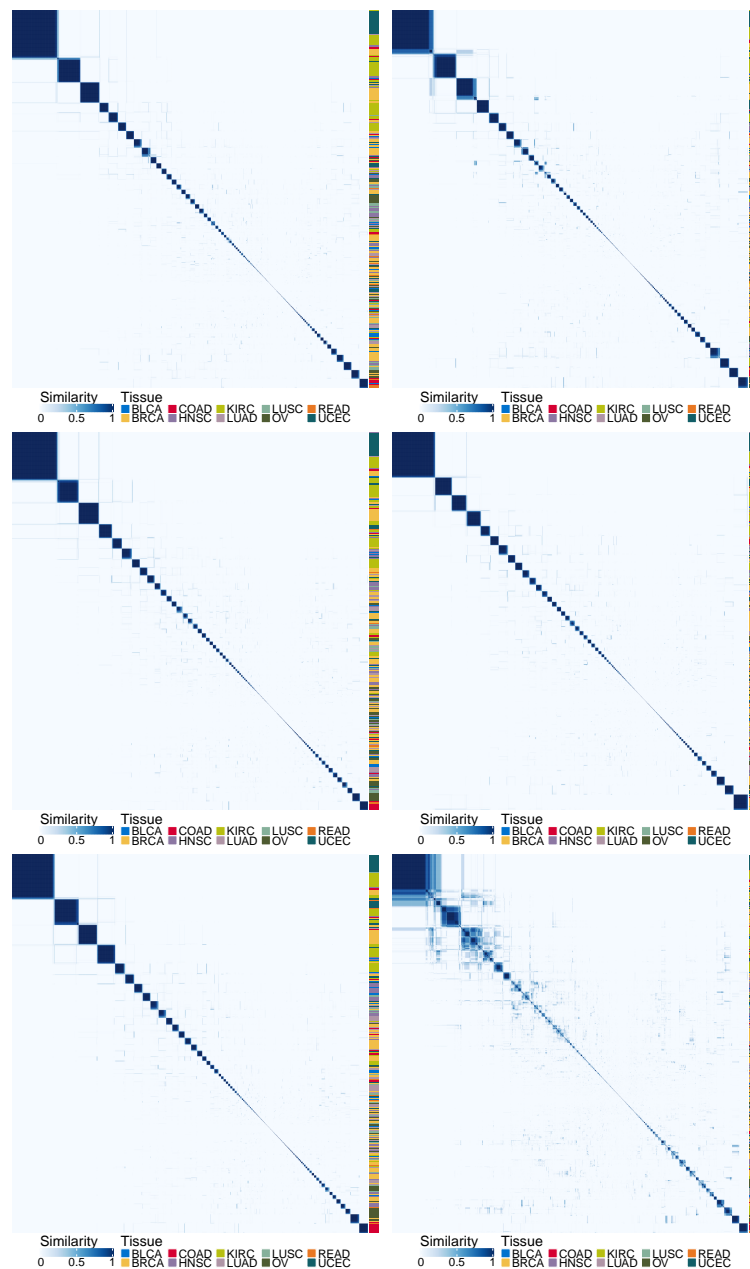 Similarity Tissue Similarity Tissue
BLCA COAD KIRC LUSC READ BLCA COAD KIRC LUSC READ
0 0.5 1 BRCA HNSC LUAD OV UCEC 0 0.5 1 BRCA HNSC LUAD OV UCEC
Similarity Tissue Similarity Tissue
BLCA COAD KIRC LUSC READ BLCA COAD KIRC LUSC READ
0 0.5 1 BRCA HNSC LUAD OV UCEC 0 0.5 1 BRCA HNSC LUAD OV UCEC
Similarity Tissue Similarity Tissue
BLCA COAD KIRC LUSC READ BLCA COAD KIRC LUSC READ
0 0.5 1 BRCA HNSC LUAD OV UCEC 0 0.5 1 BRCA HNSC LUAD OV UCEC